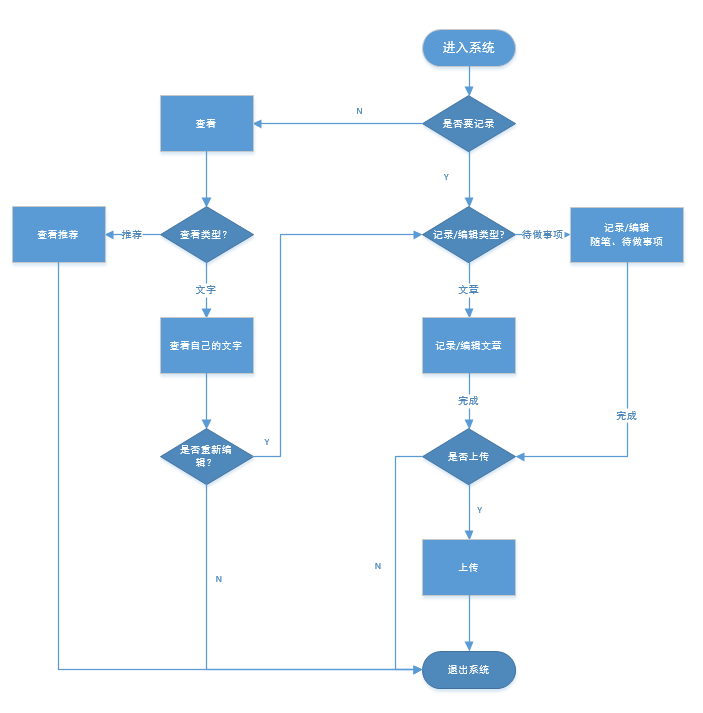 进入系统
是否要记录
N
查看
Y
查看推荐
推荐
查看类型？
记录/编辑类型？
待做事项
记录/编辑
随笔、待做事项
文字
文章
查看自己的文字
记录/编辑文章
完成
完成
是否重新编
辑？
Y
是否上传
Y
N
N
上传
退出系统